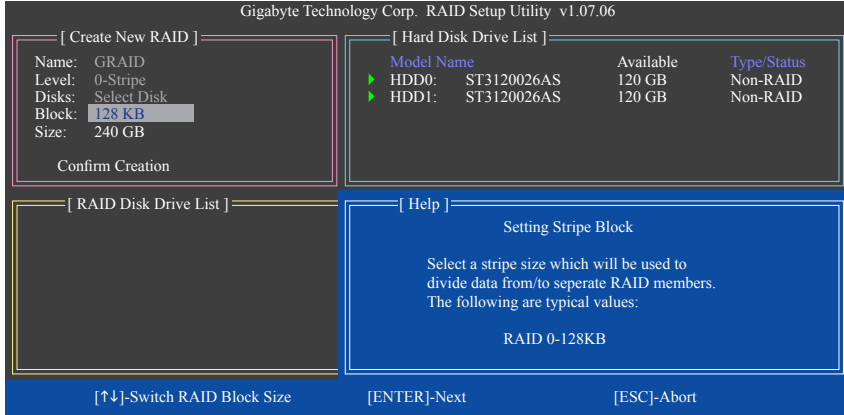 Gigabyte Technology Corp. RAID Setup Utility v1.07.06
[ Create New RAID ]
Name: GRAID
Level: 0-Stripe
Disks: Select Disk
Block: 128 KB
Size: 240 GB
Confirm Creation
[ Hard Disk Drive List ]
Model Name Available Type/Status
HDD0: ST3120026AS 120 GB Non-RAID
HDD1: ST3120026AS 120 GB Non-RAID
[ RAID Disk Drive List ]
[ Help ]
Setting Stripe Block
Select a stripe size which will be used to
divide data from/to seperate RAID members.
The following are typical values:
RAID 0-128KB
[↑↓]-Switch RAID Block Size [ENTER]-Next [ESC]-Abort